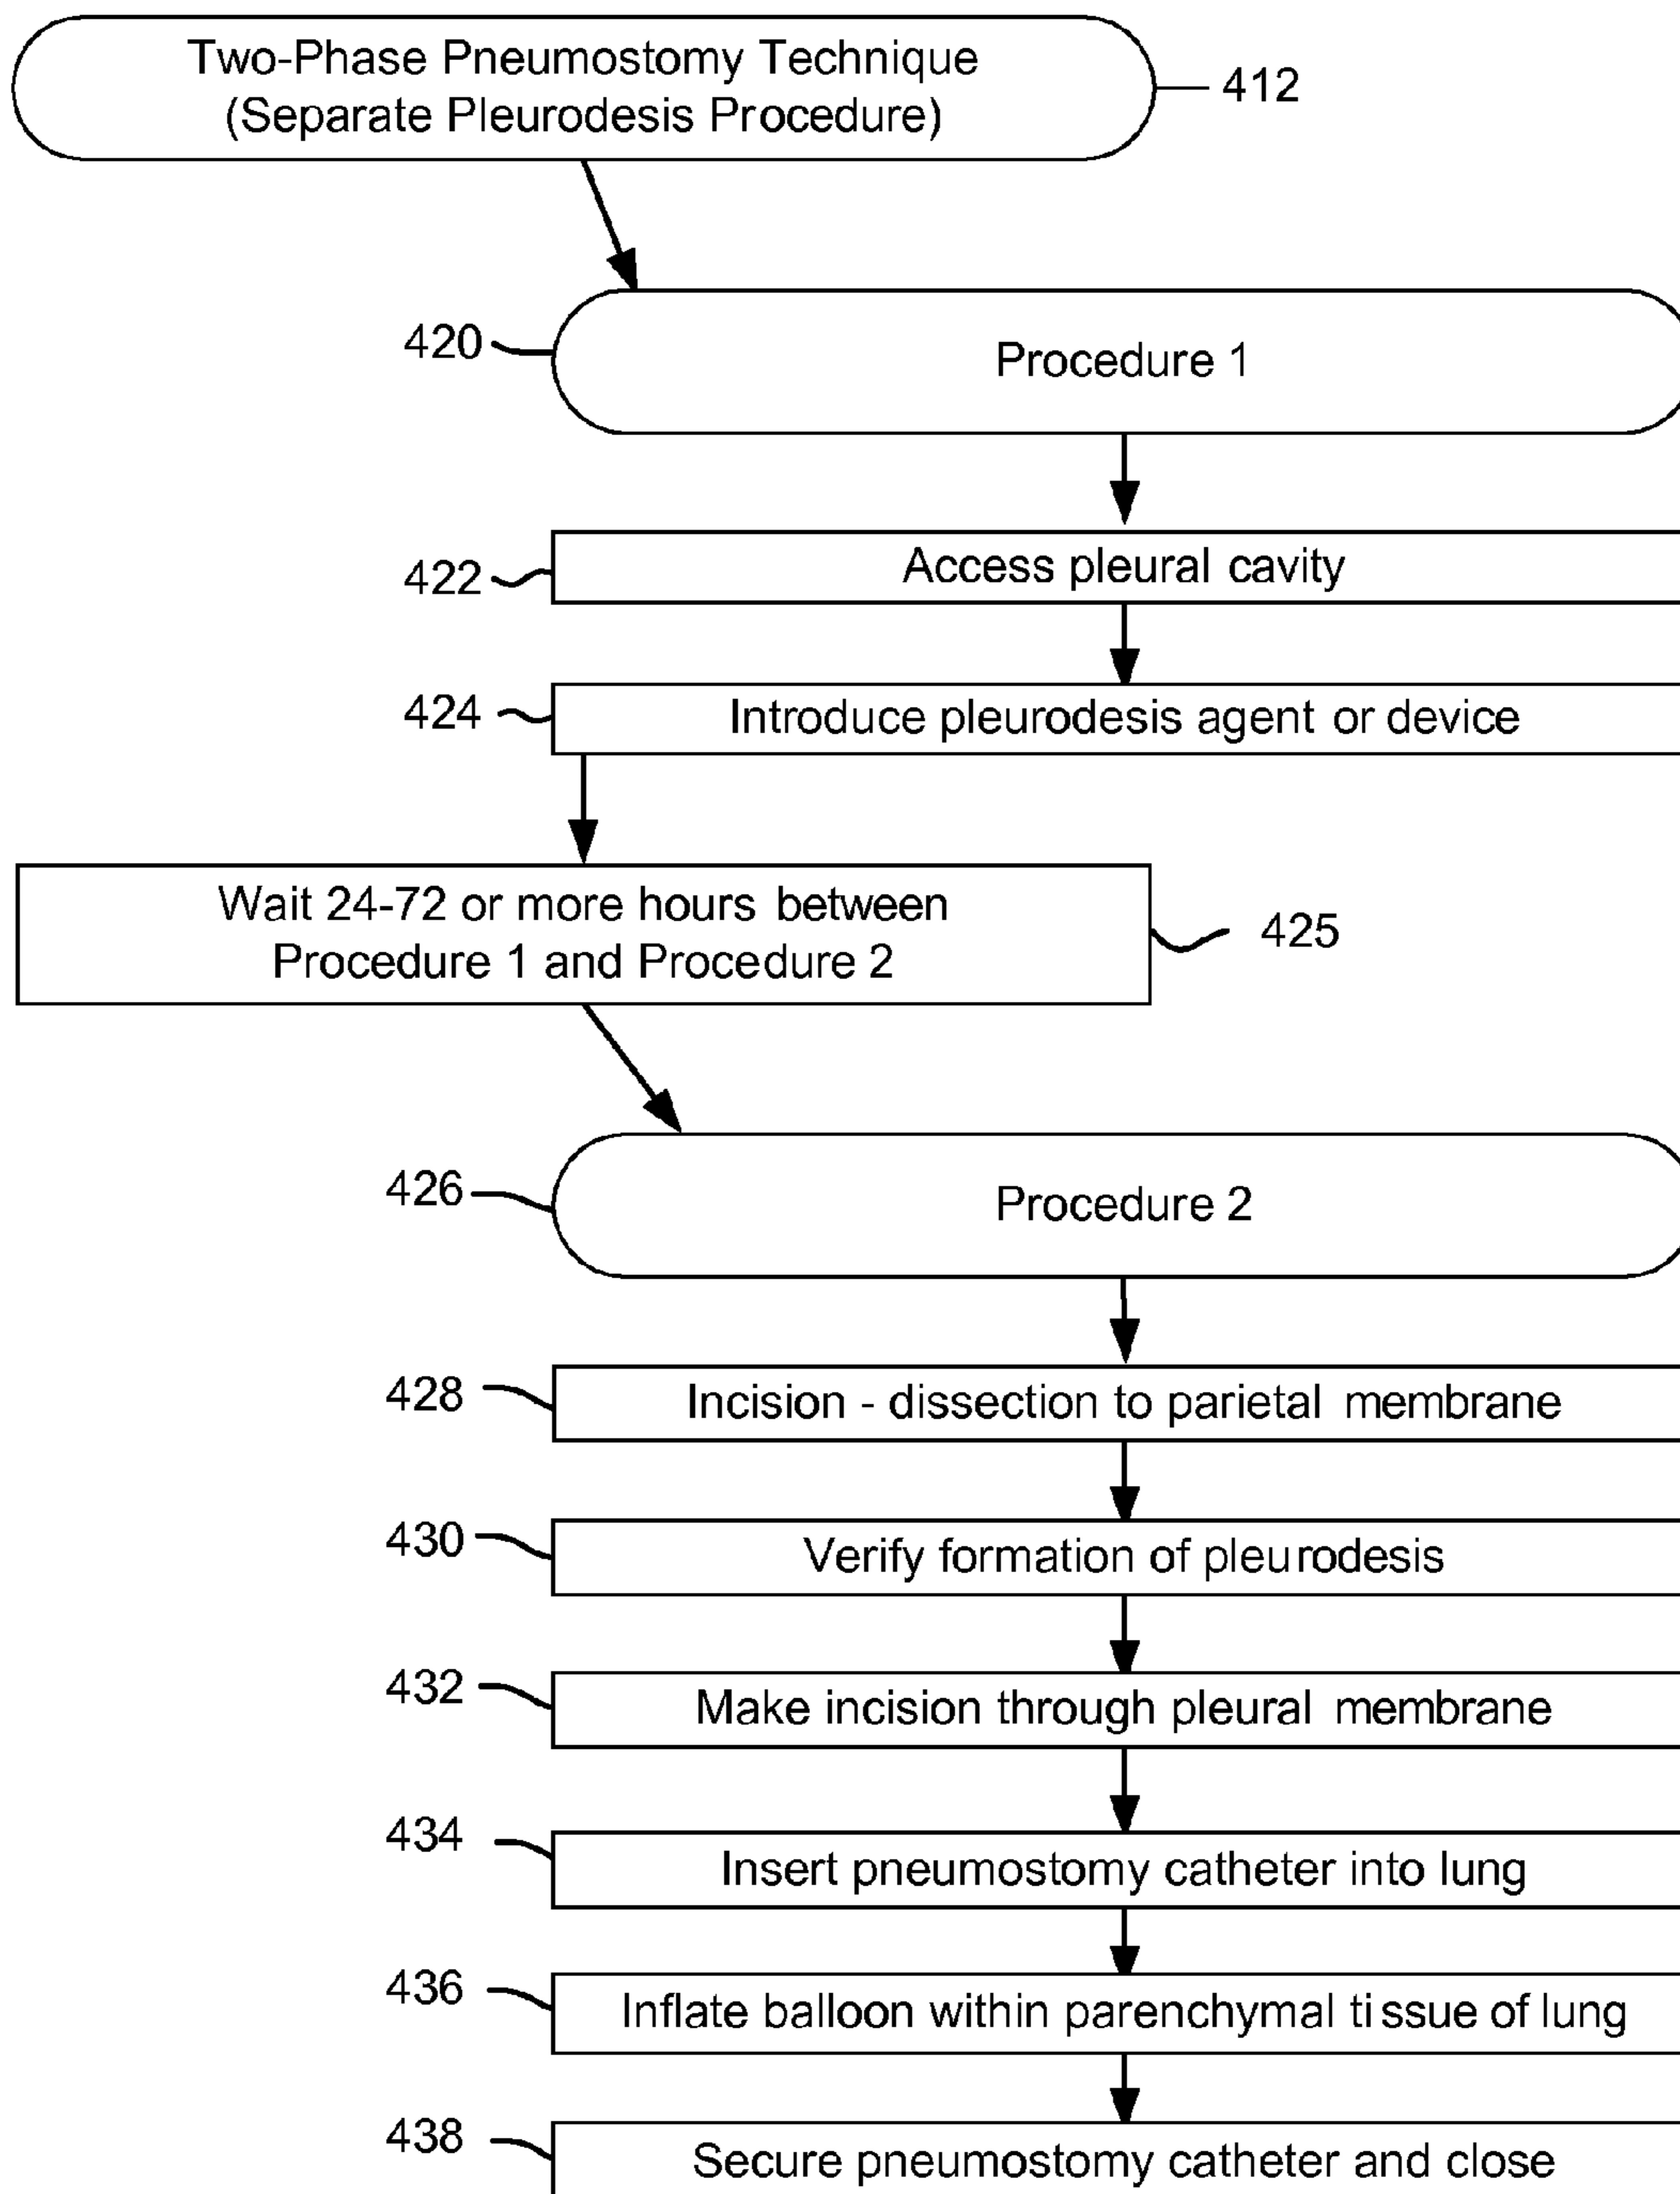 Two-Phase Pneumostomy Technique
(Separate Pleurodesis Procedure)
412
420
Procedure 1
422
Access pleural cavity
424
Introduce pleurodesis agent or device
Wait 24-72 or more hours between
Procedure 1 and Procedure 2
425
426
Procedure 2
428
Incision - dissection to parietal membrane
430
Verify formation of pleurodesis
432
Make incision through pleural membrane
434
Insert pneumostomy catheter into lung
436
Inflate balloon within parenchymal tissue of lung
438
Secure pneumostomy catheter and close